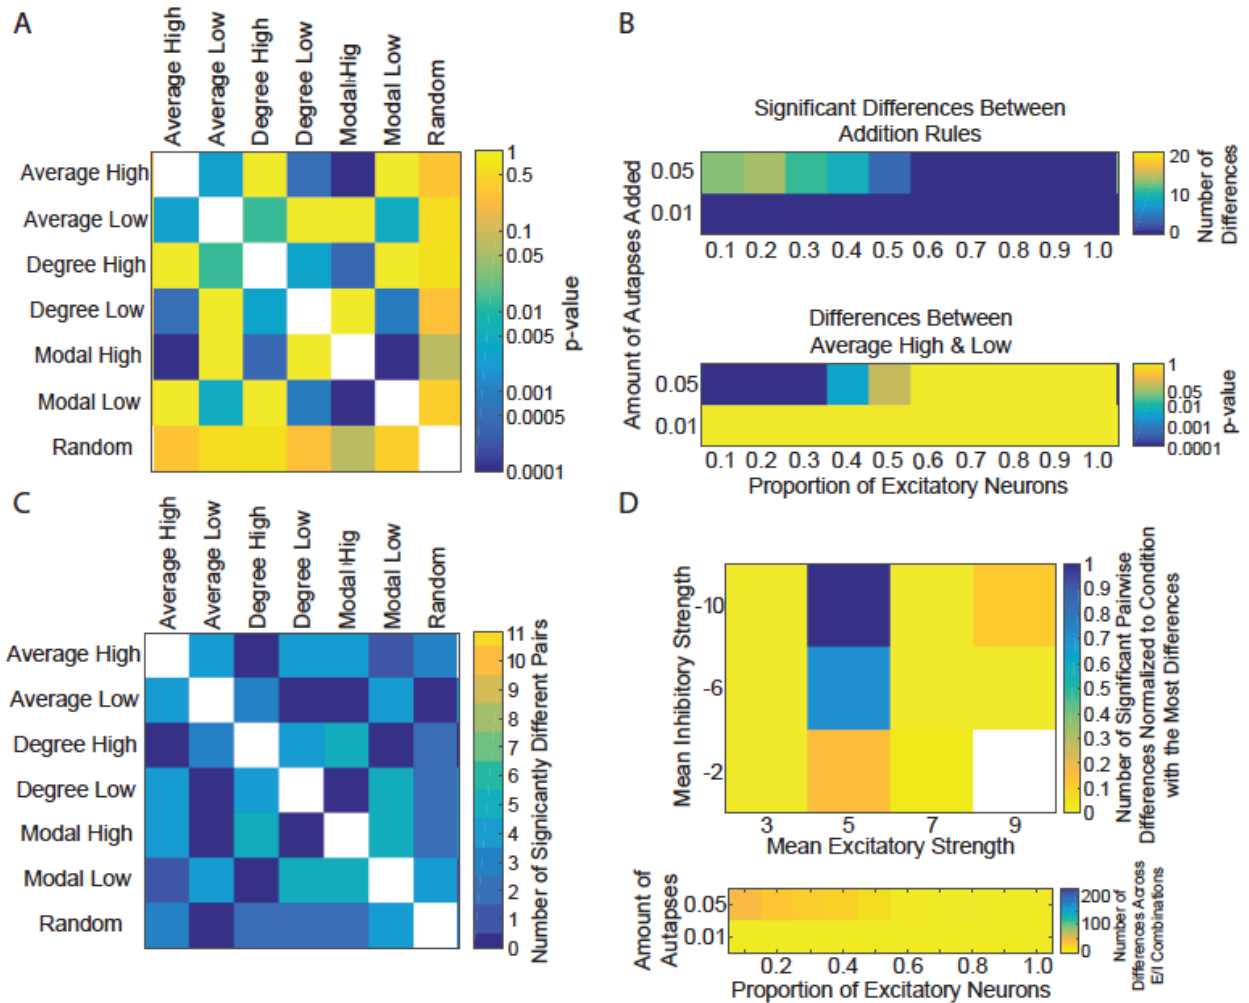 A
Average High
Average Low
Degree High
Degree Low
Modal Hig
Modal Low
Random
Average High
Average Low
Degree High
Degree Low
Modal High
Modal Low
Random
1
0.5
0.1
0.05
0.01
0.005
0.001
0.0005
0.0001
p-value
B
Significant Differences Between
Addition Rules
Amount of Autapses Added
0.05
0.01
0.1 0.2 0.3 0.4 0.5 0.6 0.7 0.8 0.9 1.0
20
10
0
Number of
Differences
Differences Between
Average High & Low
0.05
0.01
0.1 0.2 0.3 0.4 0.5 0.6 0.7 0.8 0.9 1.0
Proportion of Excitatory Neurons
1
0.05
0.01
0.001
0.0001
p-value
C
Average High
Average Low
Degree High
Degree Low
Modal Hig
Modal Low
Random
Average High
Average Low
Degree High
Degree Low
Modal High
Modal Low
Random
11
10
9
8
7
6
5
4
3
2
1
0
Number of Signicantly Different Pairs
D
Mean Inhibitory Strength
-10
-6
-2
3 5 7 9
Mean Excitatory Strength
1
0.9
0.8
0.7
0.6
0.5
0.4
0.3
0.2
0.1
0
Number of Significant Pairwise
Differences Normalized to Condition
with the Most Differences
Amount of
Autapses
0.05
0.01
0.2 0.4 0.6 0.8 1.0
Proportion of Excitatory Neurons
200
100
0
Number of
Differences Across
E/I Combinations